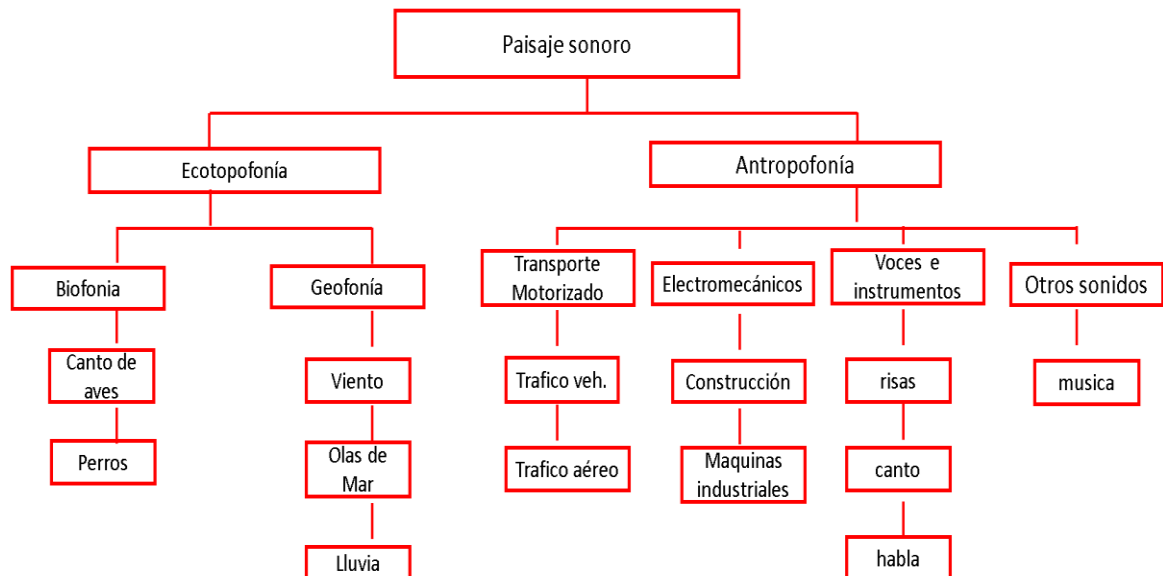 Paisaje sonoro
Ecotopofonía
Antropofonía
Biofonia
Geofonía
Transporte
Motorizado
Electromecánicos
Voces e
instrumentos
Otros sonidos
Canto de
aves
Viento
Trafico veh.
Construcción
risas
musica
Perros
Olas de
Mar
Trafico aéreo
Maquinas
industriales
canto
Lluvia
habla